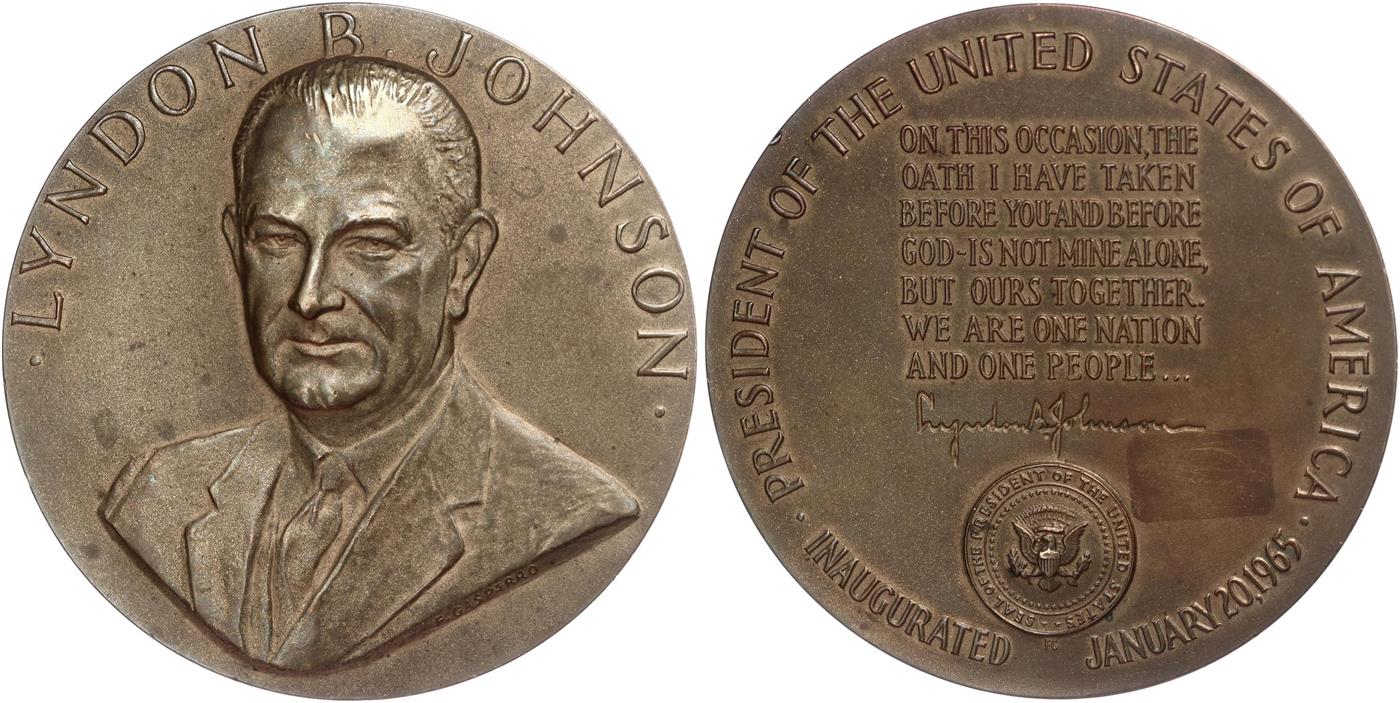 · LYNDON B. JOHNSON ·
F. GASPARRO
· PRESIDENT OF THE UNITED STATES OF AMERICA ·
ON THIS OCCASION, THE
OATH I HAVE TAKEN
BEFORE YOU-AND BEFORE
GOD-IS NOT MINE ALONE,
BUT OURS TOGETHER.
WE ARE ONE NATION
AND ONE PEOPLE...
Lyndon B. Johnson
SEAL OF THE PRESIDENT OF THE UNITED STATES
FG
INAUGURATED JANUARY 20, 1965